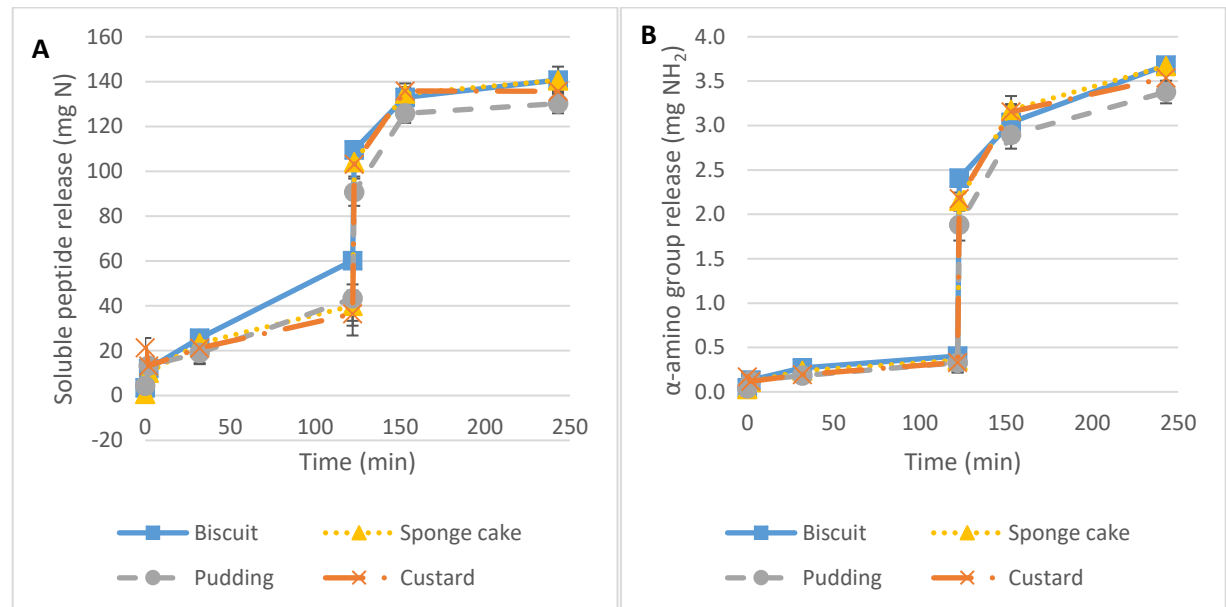 A
Soluble peptide release (mg N)
160
140
120
100
80
60
40
20
0
-20
0 50 100 150 200 250
Time (min)
Biscuit Sponge cake
Pudding Custard
B
α-amino group release (mg NH₂)
4.0
3.5
3.0
2.5
2.0
1.5
1.0
0.5
0.0
0 50 100 150 200 250
Time (min)
Biscuit Sponge cake
Pudding Custard